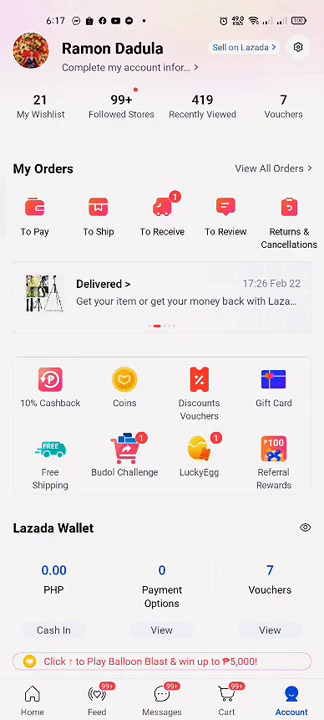 6:17
49.0 KB/S
100
Ramon Dadula
Sell on Lazada >
Complete my account infor... >
21
99+
419
7
My Wishlist
Followed Stores
Recently Viewed
Vouchers
My Orders
View All Orders >
1
To Pay
To Ship
To Receive
To Review
Returns &
Cancellations
Delivered >
17:26 Feb 22
Get your item or get your money back with Laza...
10% Cashback
Coins
Discounts
Vouchers
Gift Card
FREE
1
1
₱100
Free
Shipping
Budol Challenge
LuckyEgg
Referral
Rewards
Lazada Wallet
0.00
0
7
PHP
Payment
Options
Vouchers
Cash In
View
View
Click ↑ to Play Balloon Blast & win up to ₱5,000!
99+
99+
99+
Home
Feed
Messages
Cart
Account